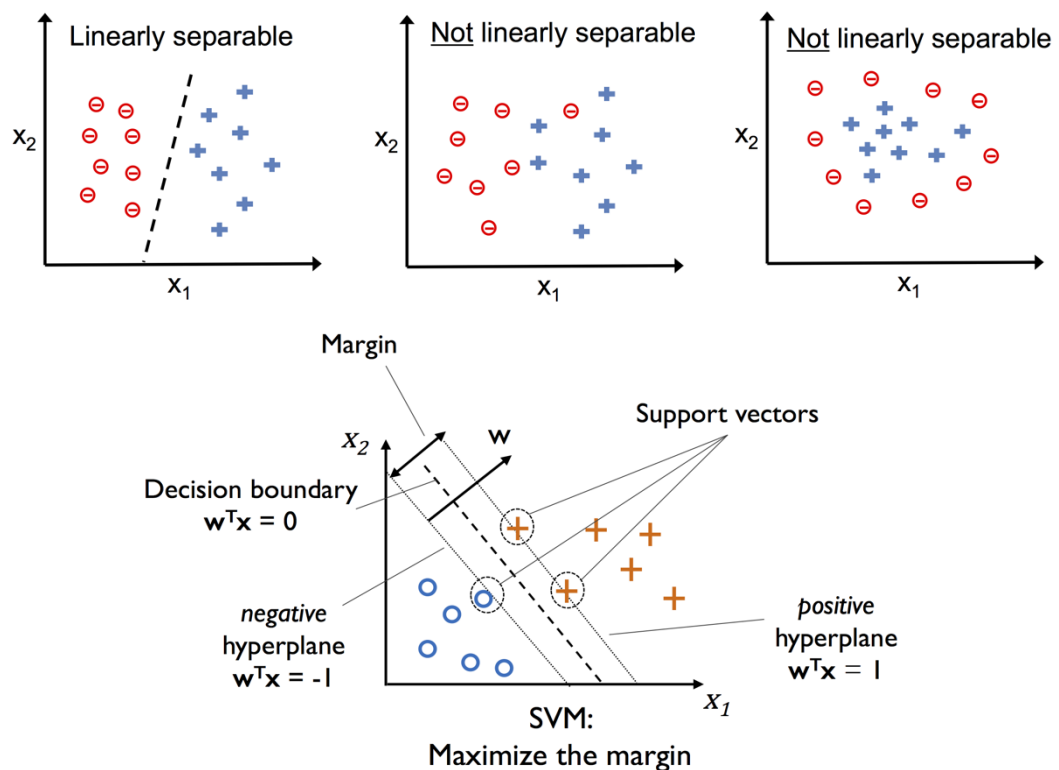 Linearly separable
x₂
x₁
Not linearly separable
x₂
x₁
Not linearly separable
x₂
x₁
Margin
Support vectors
x₂
w
Decision boundary
wᵀx = 0
negative
hyperplane
wᵀx = -1
positive
hyperplane
wᵀx = 1
x₁
SVM:
Maximize the margin